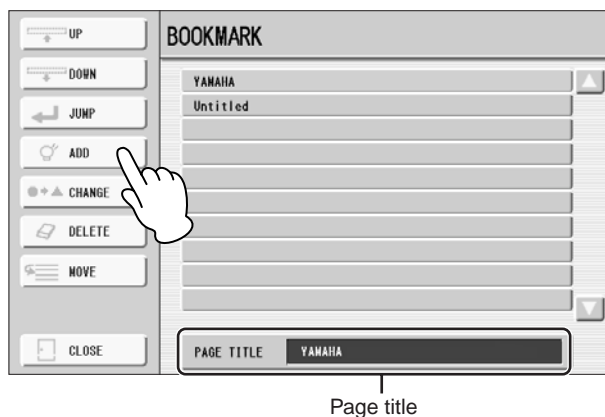 UP
DOWN
JUMP
ADD
CHANGE
DELETE
MOVE
CLOSE
BOOKMARK
YAMAHA
Untitled
PAGE TITLE YAMAHA
Page title